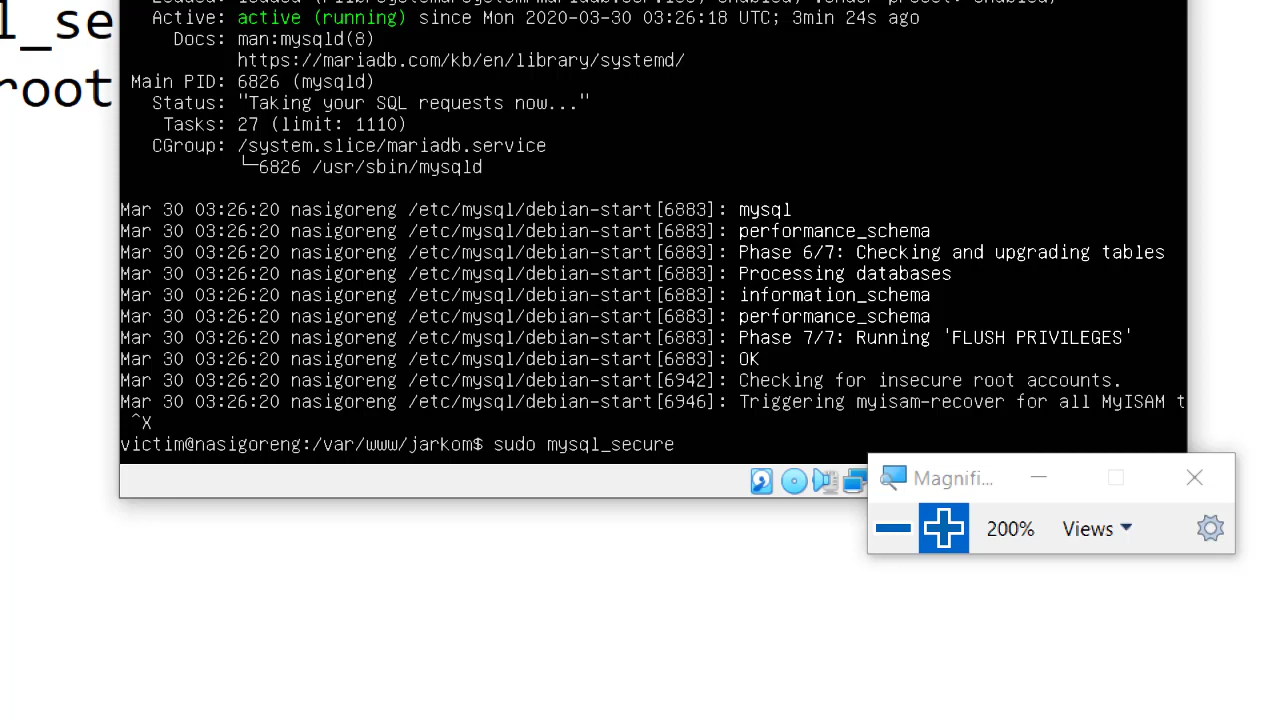 l_se
root
Active: active (running) since Mon 2020-03-30 03:26:18 UTC; 3min 24s ago
Docs: man:mysqld(8)
https://mariadb.com/kb/en/library/systemd/
Main PID: 6826 (mysqld)
Status: "Taking your SQL requests now..."
Tasks: 27 (limit: 1110)
CGroup: /system.slice/mariadb.service
└─6826 /usr/sbin/mysqld
Mar 30 03:26:20 nasigoreng /etc/mysql/debian-start[6883]: mysql
Mar 30 03:26:20 nasigoreng /etc/mysql/debian-start[6883]: performance_schema
Mar 30 03:26:20 nasigoreng /etc/mysql/debian-start[6883]: Phase 6/7: Checking and upgrading tables
Mar 30 03:26:20 nasigoreng /etc/mysql/debian-start[6883]: Processing databases
Mar 30 03:26:20 nasigoreng /etc/mysql/debian-start[6883]: information_schema
Mar 30 03:26:20 nasigoreng /etc/mysql/debian-start[6883]: performance_schema
Mar 30 03:26:20 nasigoreng /etc/mysql/debian-start[6883]: Phase 7/7: Running 'FLUSH PRIVILEGES'
Mar 30 03:26:20 nasigoreng /etc/mysql/debian-start[6883]: OK
Mar 30 03:26:20 nasigoreng /etc/mysql/debian-start[6942]: Checking for insecure root accounts.
Mar 30 03:26:20 nasigoreng /etc/mysql/debian-start[6946]: Triggering myisam-recover for all MyISAM t
^X
victim@nasigoreng:/var/www/jarkom$ sudo mysql_secure
Magnifi...
200% Views